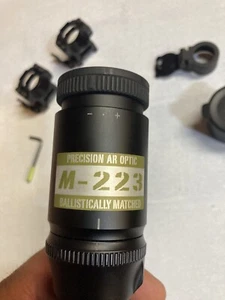 - +
PRECISION AR OPTIC
M-223
BALLISTICALLY MATCHED